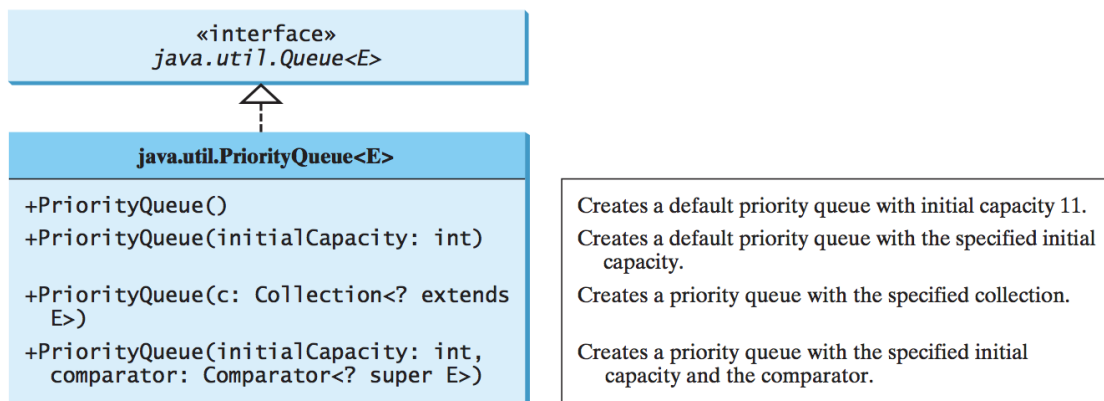 «interface»
java.util.Queue<E>
java.util.PriorityQueue<E>
+PriorityQueue()
+PriorityQueue(initialCapacity: int)
+PriorityQueue(c: Collection<? extends
E>)
+PriorityQueue(initialCapacity: int,
comparator: Comparator<? super E>)
Creates a default priority queue with initial capacity 11.
Creates a default priority queue with the specified initial
capacity.
Creates a priority queue with the specified collection.
Creates a priority queue with the specified initial
capacity and the comparator.